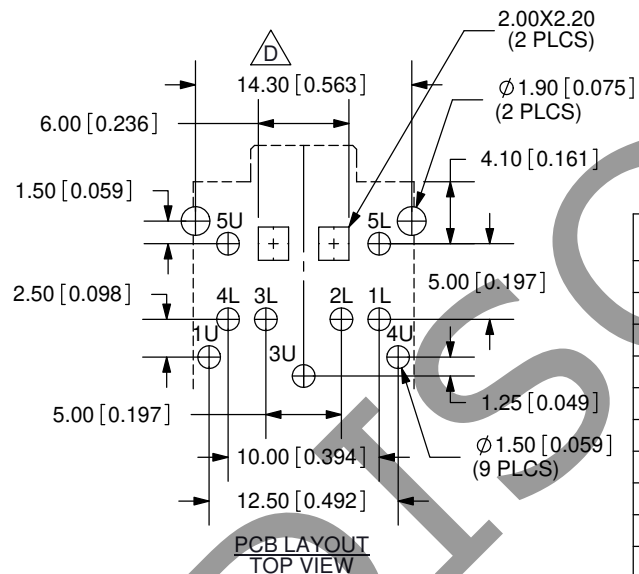 2.00X2.20
(2 PLCS)
D
14.30 [0.563]
Ø1.90 [0.075]
(2 PLCS)
6.00 [0.236]
4.10 [0.161]
1.50 [0.059]
5U
5L
5.00 [0.197]
2.50 [0.098]
4L
3L
2L
1L
1U
3U
4U
1.25 [0.049]
5.00 [0.197]
10.00 [0.394]
Ø1.50 [0.059]
(9 PLCS)
12.50 [0.492]
PCB LAYOUT
TOP VIEW